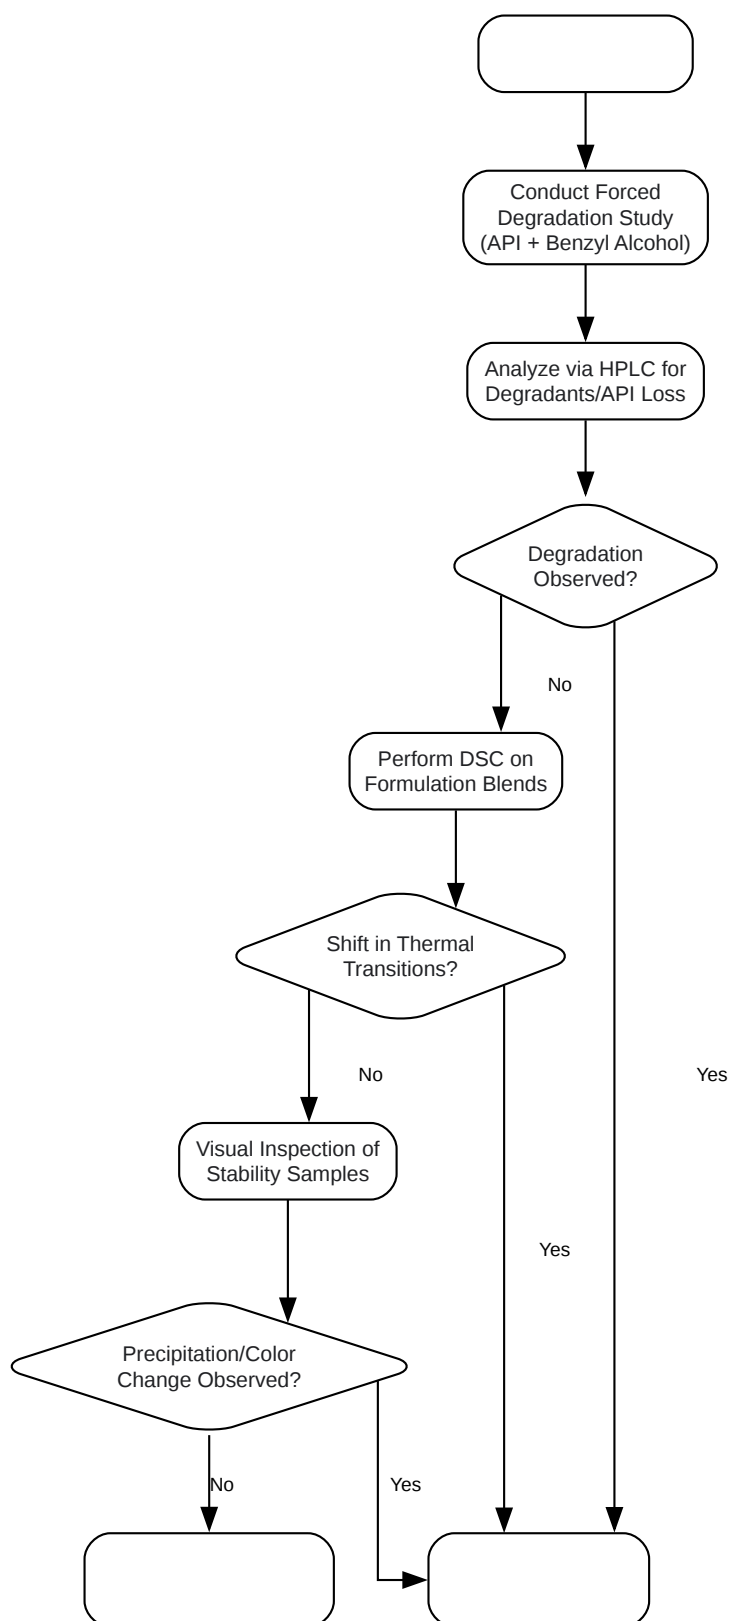 Conduct Forced
Degradation Study
(API + Benzyl Alcohol)
Analyze via HPLC for
Degradants/API Loss
Degradation
Observed?
No
Perform DSC on
Formulation Blends
Shift in Thermal
Transitions?
No
Yes
Visual Inspection of
Stability Samples
Yes
Precipitation/Color
Change Observed?
No
Yes